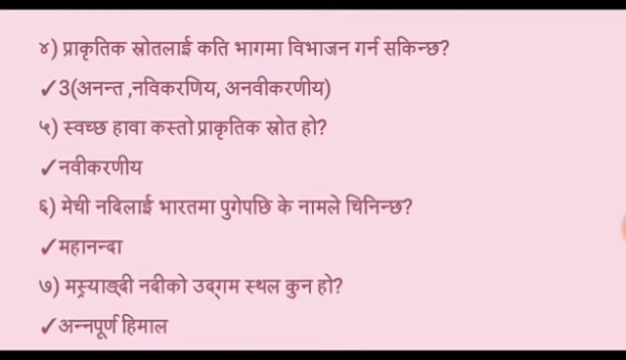 ४) प्राकृतिक स्रोतलाई कति भागमा विभाजन गर्न सकिन्छ?
✓3(अनन्त ,नविकरणिय, अनवीकरणीय)
५) स्वच्छ हावा कस्तो प्राकृतिक स्रोत हो?
✓नवीकरणीय
६) मेची नदिलाई भारतमा पुगेपछि के नामले चिनिन्छ?
✓महानन्दा
७) मस्र्याङ्दी नदीको उद्गम स्थल कुन हो?
✓अन्नपूर्ण हिमाल